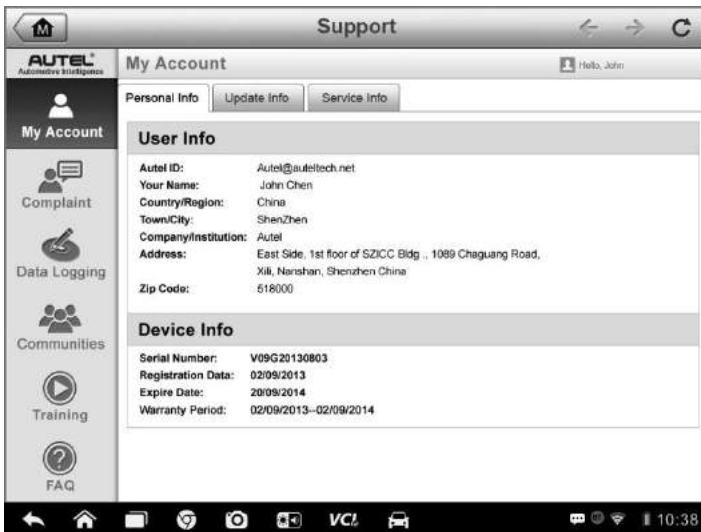 M
Support
AUTEL®
Automotive Intelligence
My Account
Hello, John
Personal Info
Update Info
Service Info
My Account
Complaint
Data Logging
Communities
Training
?
FAQ
User Info
Autel ID: Autel@auteltech.net
Your Name: John Chen
Country/Region: China
Town/City: ShenZhen
Company/Institution: Autel
Address: East Side, 1st floor of SZICC Bldg ., 1089 Chaguang Road,
Xili, Nanshan, Shenzhen China
Zip Code: 518000
Device Info
Serial Number: V09G20130803
Registration Data: 02/09/2013
Expire Date: 20/09/2014
Warranty Period: 02/09/2013--02/09/2014
VCI
10:38